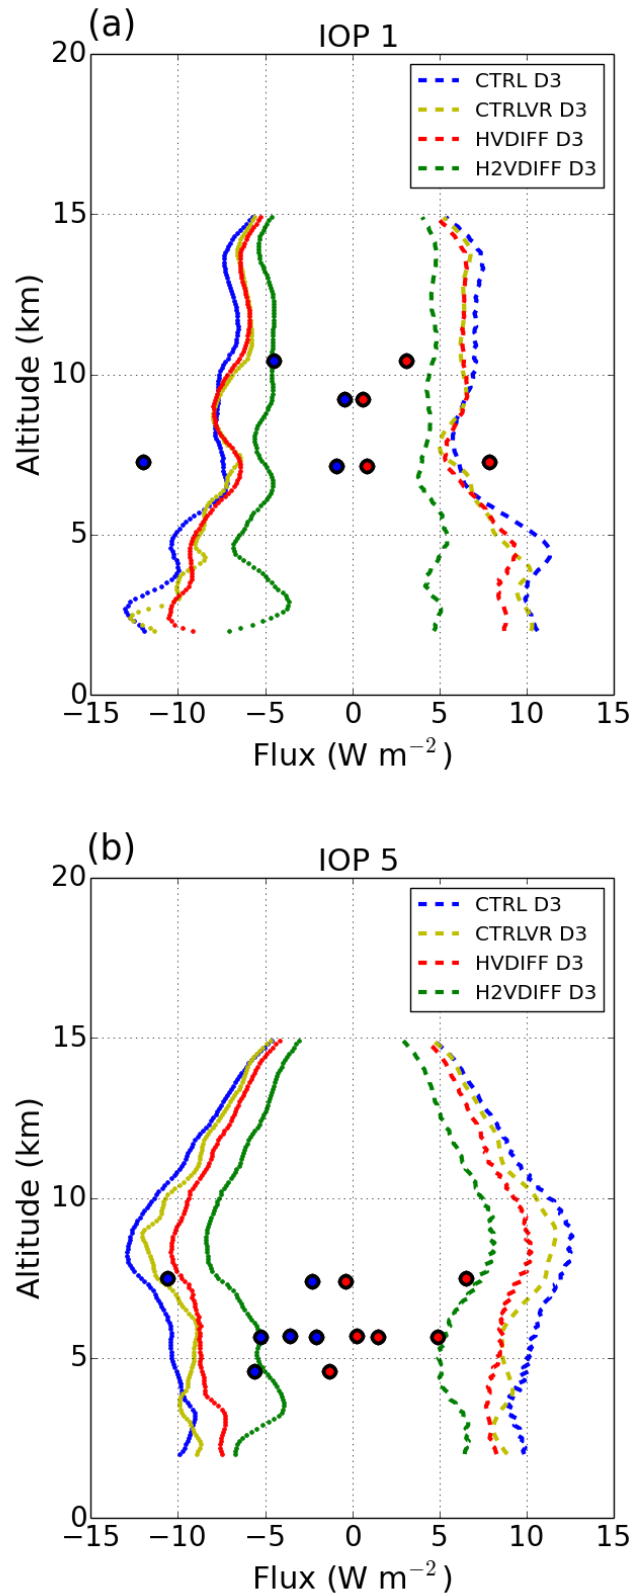 (a)
IOP 1
20
15
10
5
0
Altitude (km)
CTRL D3
CTRLVR D3
HVDIFF D3
H2VDIFF D3
−15 −10 −5 0 5 10 15
Flux (W m⁻²)
(b)
IOP 5
20
15
10
5
0
Altitude (km)
CTRL D3
CTRLVR D3
HVDIFF D3
H2VDIFF D3
−15 −10 −5 0 5 10 15
Flux (W m⁻²)